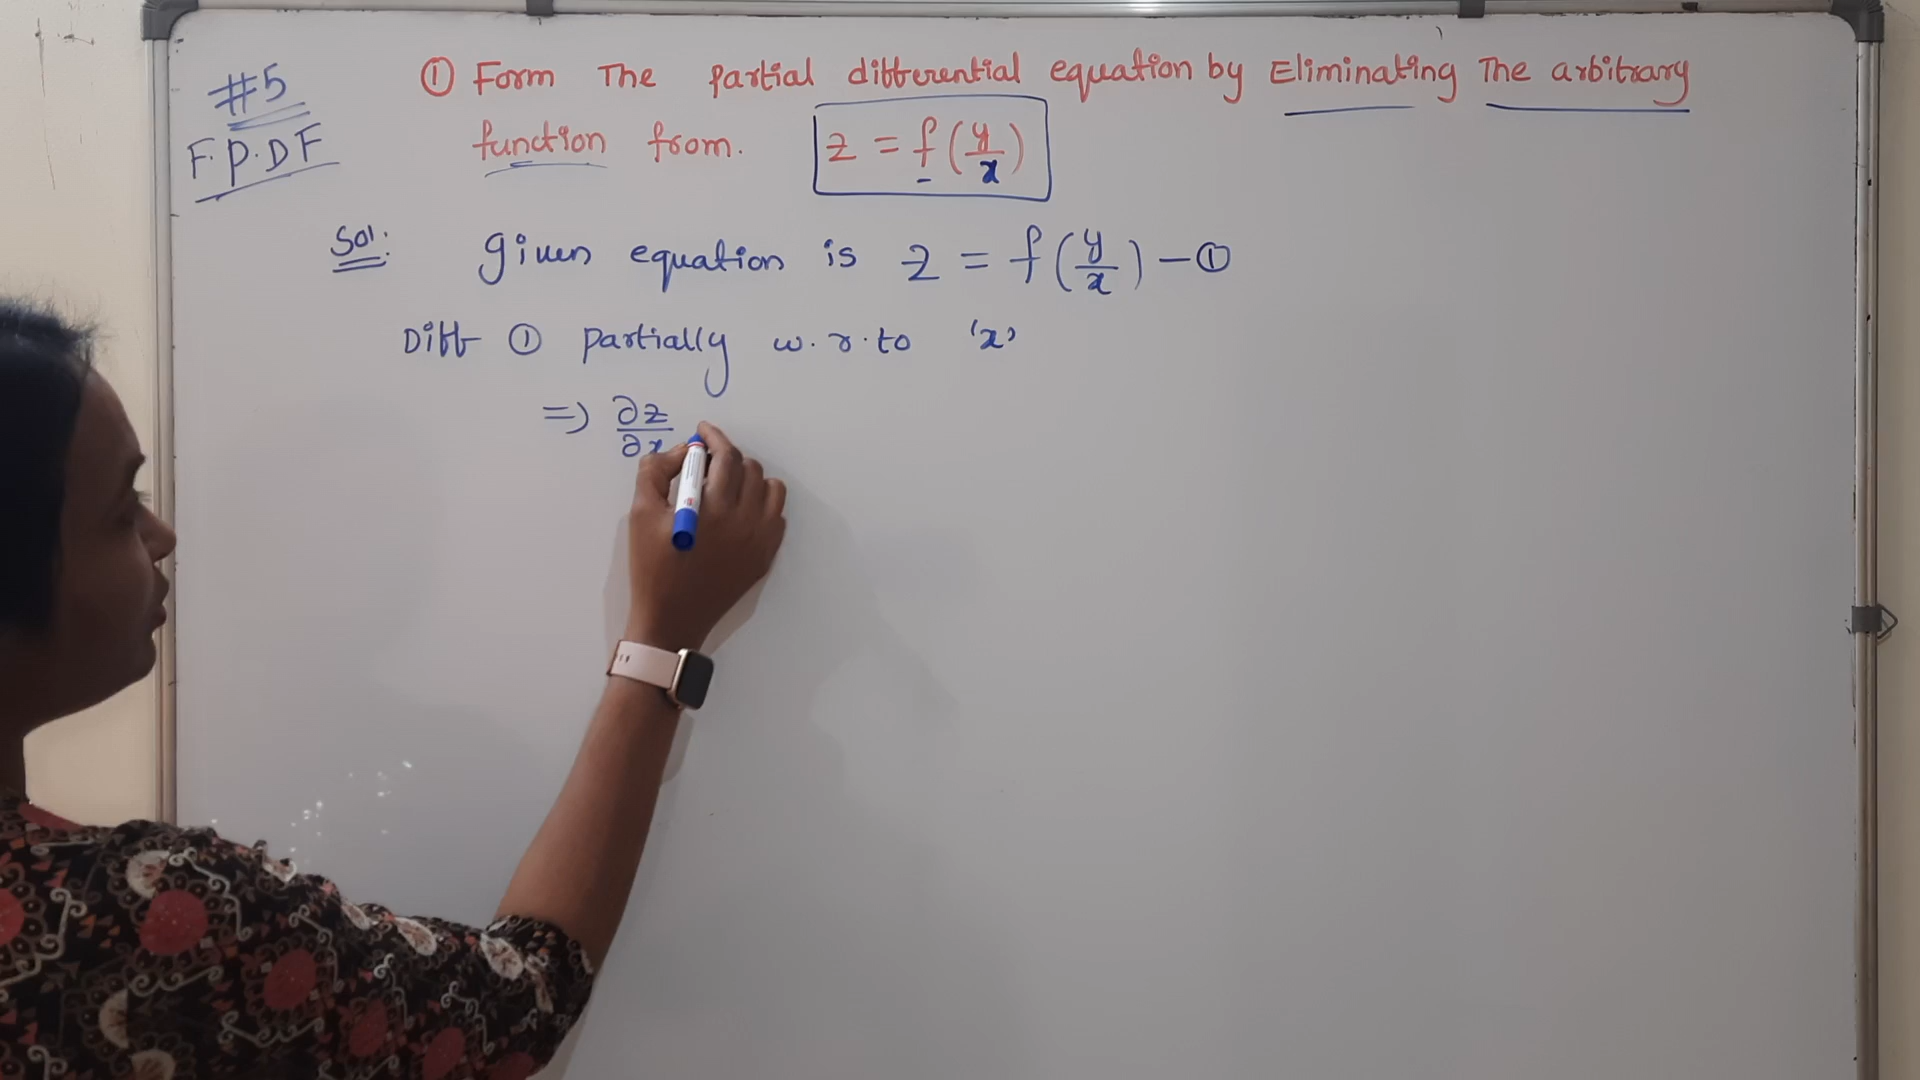 #5
F.P.D.F
① Form The partial differential equation by Eliminating The arbitrary
function from. z = f(y/x)
Sol: given equation is z = f(y/x) - ①
Diff ① partially w.r.to 'x'
=> ∂z/∂x